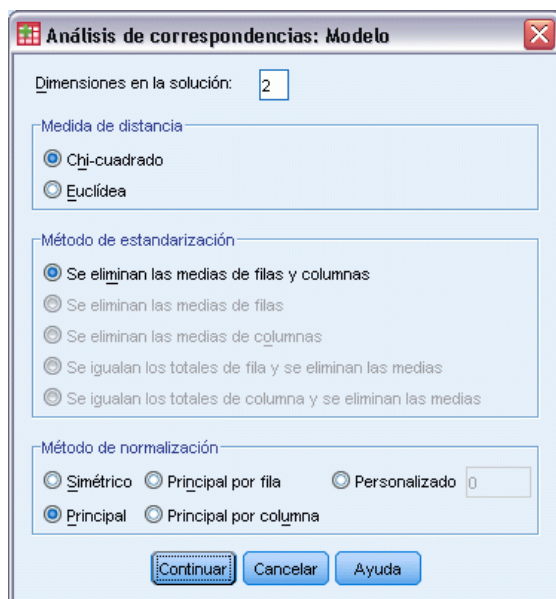 Análisis de correspondencias: Modelo
Dimensiones en la solución: 2
Medida de distancia
Chi-cuadrado
Euclídea
Método de estandarización
Se eliminan las medias de filas y columnas
Se eliminan las medias de filas
Se eliminan las medias de columnas
Se igualan los totales de fila y se eliminan las medias
Se igualan los totales de columna y se eliminan las medias
Método de normalización
Simétrico Principal por fila Personalizado 0
Principal Principal por columna
Continuar Cancelar Ayuda